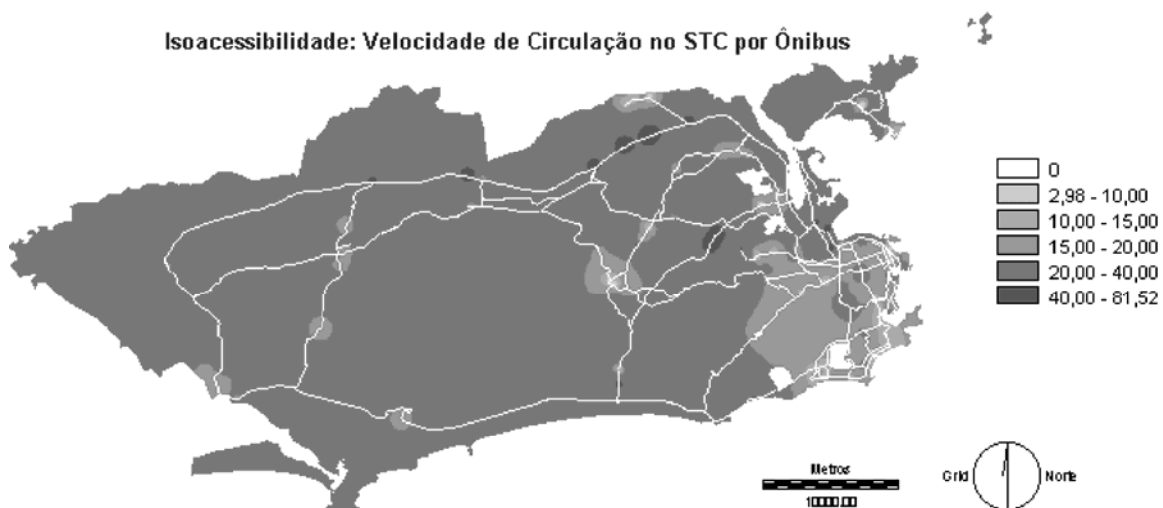 Isoacessibilidade: Velocidade de Circulação no STC por Ônibus
0
2,98 - 10,00
10,00 - 15,00
15,00 - 20,00
20,00 - 40,00
40,00 - 81,52
Metros
10000,00
Grid
Norte